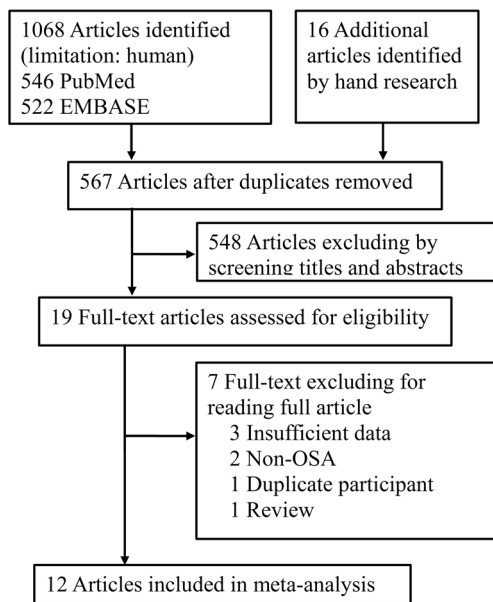 1068 Articles identified
(limitation: human)
546 PubMed
522 EMBASE
16 Additional
articles identified
by hand research
567 Articles after duplicates removed
548 Articles excluding by
screening titles and abstracts
19 Full-text articles assessed for eligibility
7 Full-text excluding for
reading full article
3 Insufficient data
2 Non-OSA
1 Duplicate participant
1 Review
12 Articles included in meta-analysis